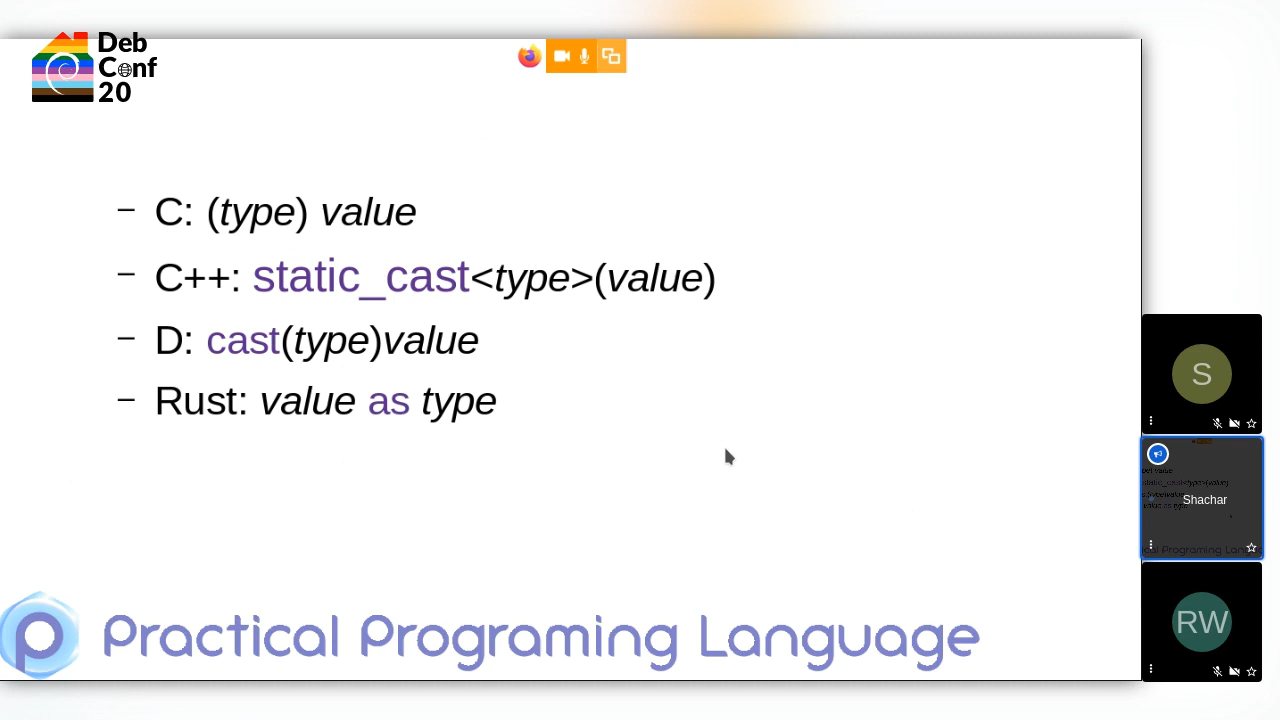 Deb
Conf
20
– C: (type) value
– C++: static_cast<type>(value)
– D: cast(type)value
– Rust: value as type
S
Shachar
RW
Practical Programing Language